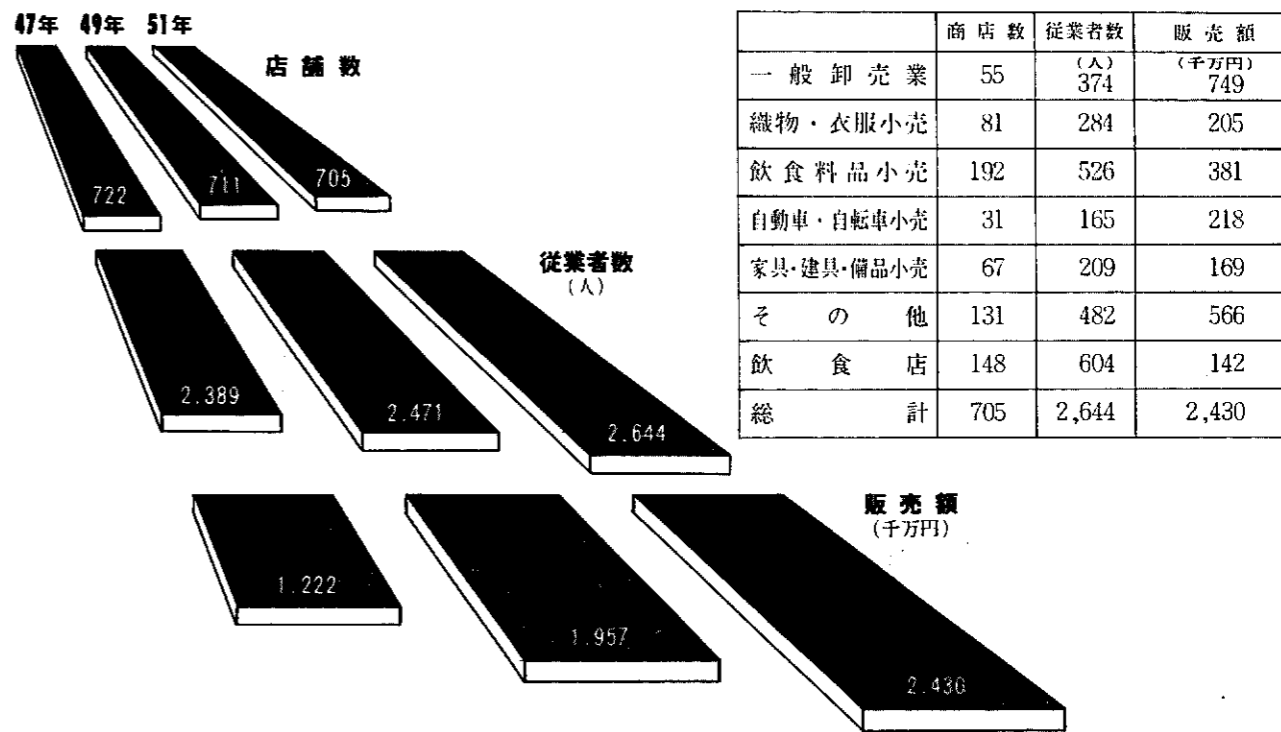 47年 49年 51年
店舗数
722 711 705
従業者数
(人)
2.389 2.471 2.644
販売額
(千万円)
1.222 1.957 2.430
商店数 従業者数 販売額
一般卸売業 55 (人) 374 (千万円) 749
織物・衣服小売 81 284 205
飲食料品小売 192 526 381
自動車・自転車小売 31 165 218
家具・建具・備品小売 67 209 169
その他 131 482 566
飲食店 148 604 142
総計 705 2,644 2,430